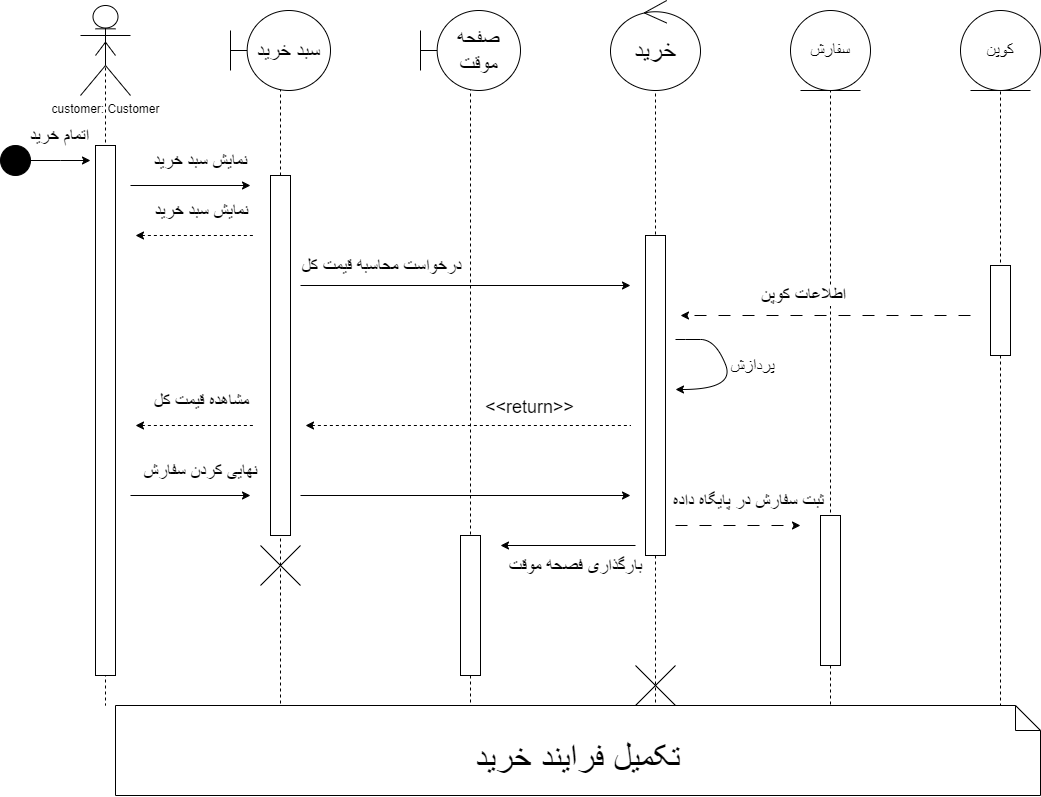 سبد خرید
صفحه
موقت
خرید
سفارش
کوپن
customer: Customer
اتمام خرید
نمایش سبد خرید
نمایش سبد خرید
درخواست محاسبه قیمت کل
اطلاعات کوپن
پردازش
مشاهده قیمت کل
<<return>>
نهایی کردن سفارش
ثبت سفارش در پایگاه داده
بارگذاری فصحه موقت
تکمیل فرایند خرید